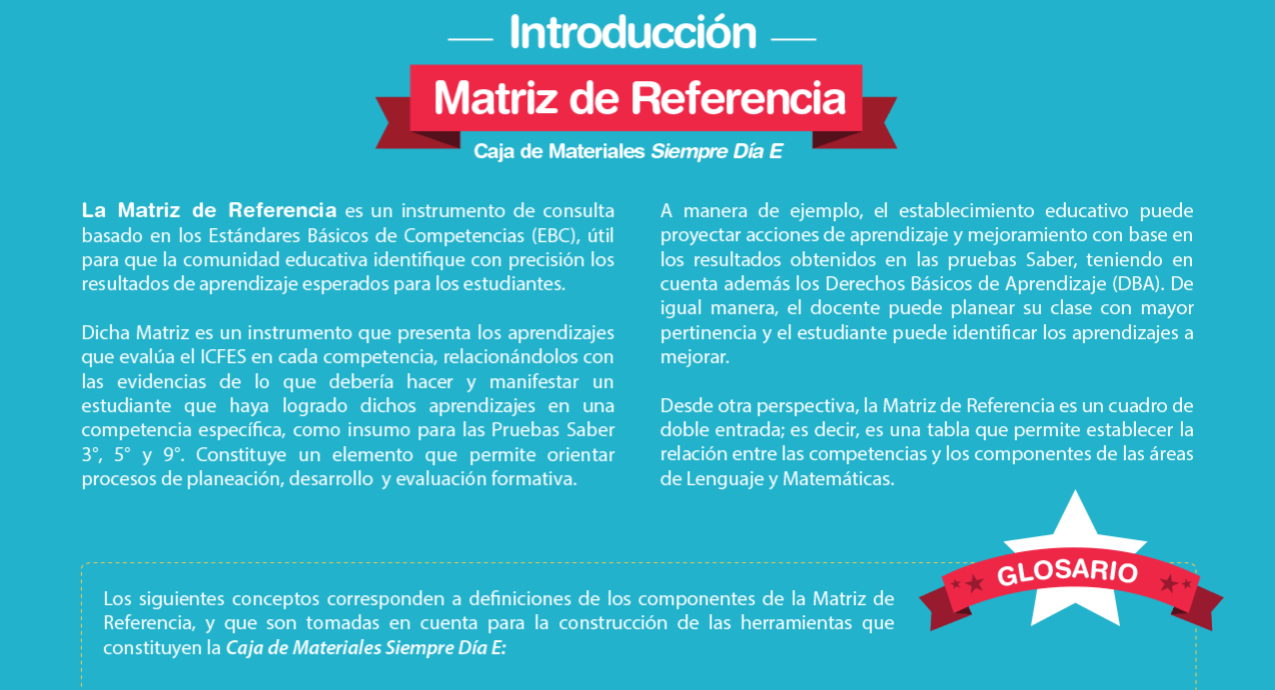 Introducción
Matriz de Referencia
Caja de Materiales Siempre Día E
La Matriz de Referencia es un instrumento de consulta
basado en los Estándares Básicos de Competencias (EBC), útil
para que la comunidad educativa identifique con precisión los
resultados de aprendizaje esperados para los estudiantes.
Dicha Matriz es un instrumento que presenta los aprendizajes
que evalúa el ICFES en cada competencia, relacionándolos con
las evidencias de lo que debería hacer y manifestar un
estudiante que haya logrado dichos aprendizajes en una
competencia específica, como insumo para las Pruebas Saber
3°, 5° y 9°. Constituye un elemento que permite orientar
procesos de planeación, desarrollo y evaluación formativa.
A manera de ejemplo, el establecimiento educativo puede
proyectar acciones de aprendizaje y mejoramiento con base en
los resultados obtenidos en las pruebas Saber, teniendo en
cuenta además los Derechos Básicos de Aprendizaje (DBA). De
igual manera, el docente puede planear su clase con mayor
pertinencia y el estudiante puede identificar los aprendizajes a
mejorar.
Desde otra perspectiva, la Matriz de Referencia es un cuadro de
doble entrada; es decir, es una tabla que permite establecer la
relación entre las competencias y los componentes de las áreas
de Lenguaje y Matemáticas.
GLOSARIO
Los siguientes conceptos corresponden a definiciones de los componentes de la Matriz de
Referencia, y que son tomadas en cuenta para la construcción de las herramientas que
constituyen la Caja de Materiales Siempre Día E: